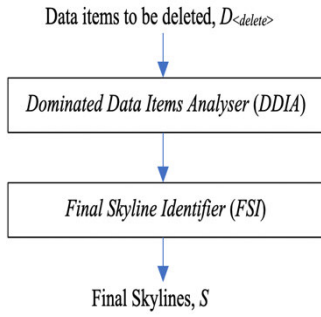 Data items to be deleted, D<delete>
Dominated Data Items Analyser (DDIA)
Final Skyline Identifier (FSI)
Final Skylines, S